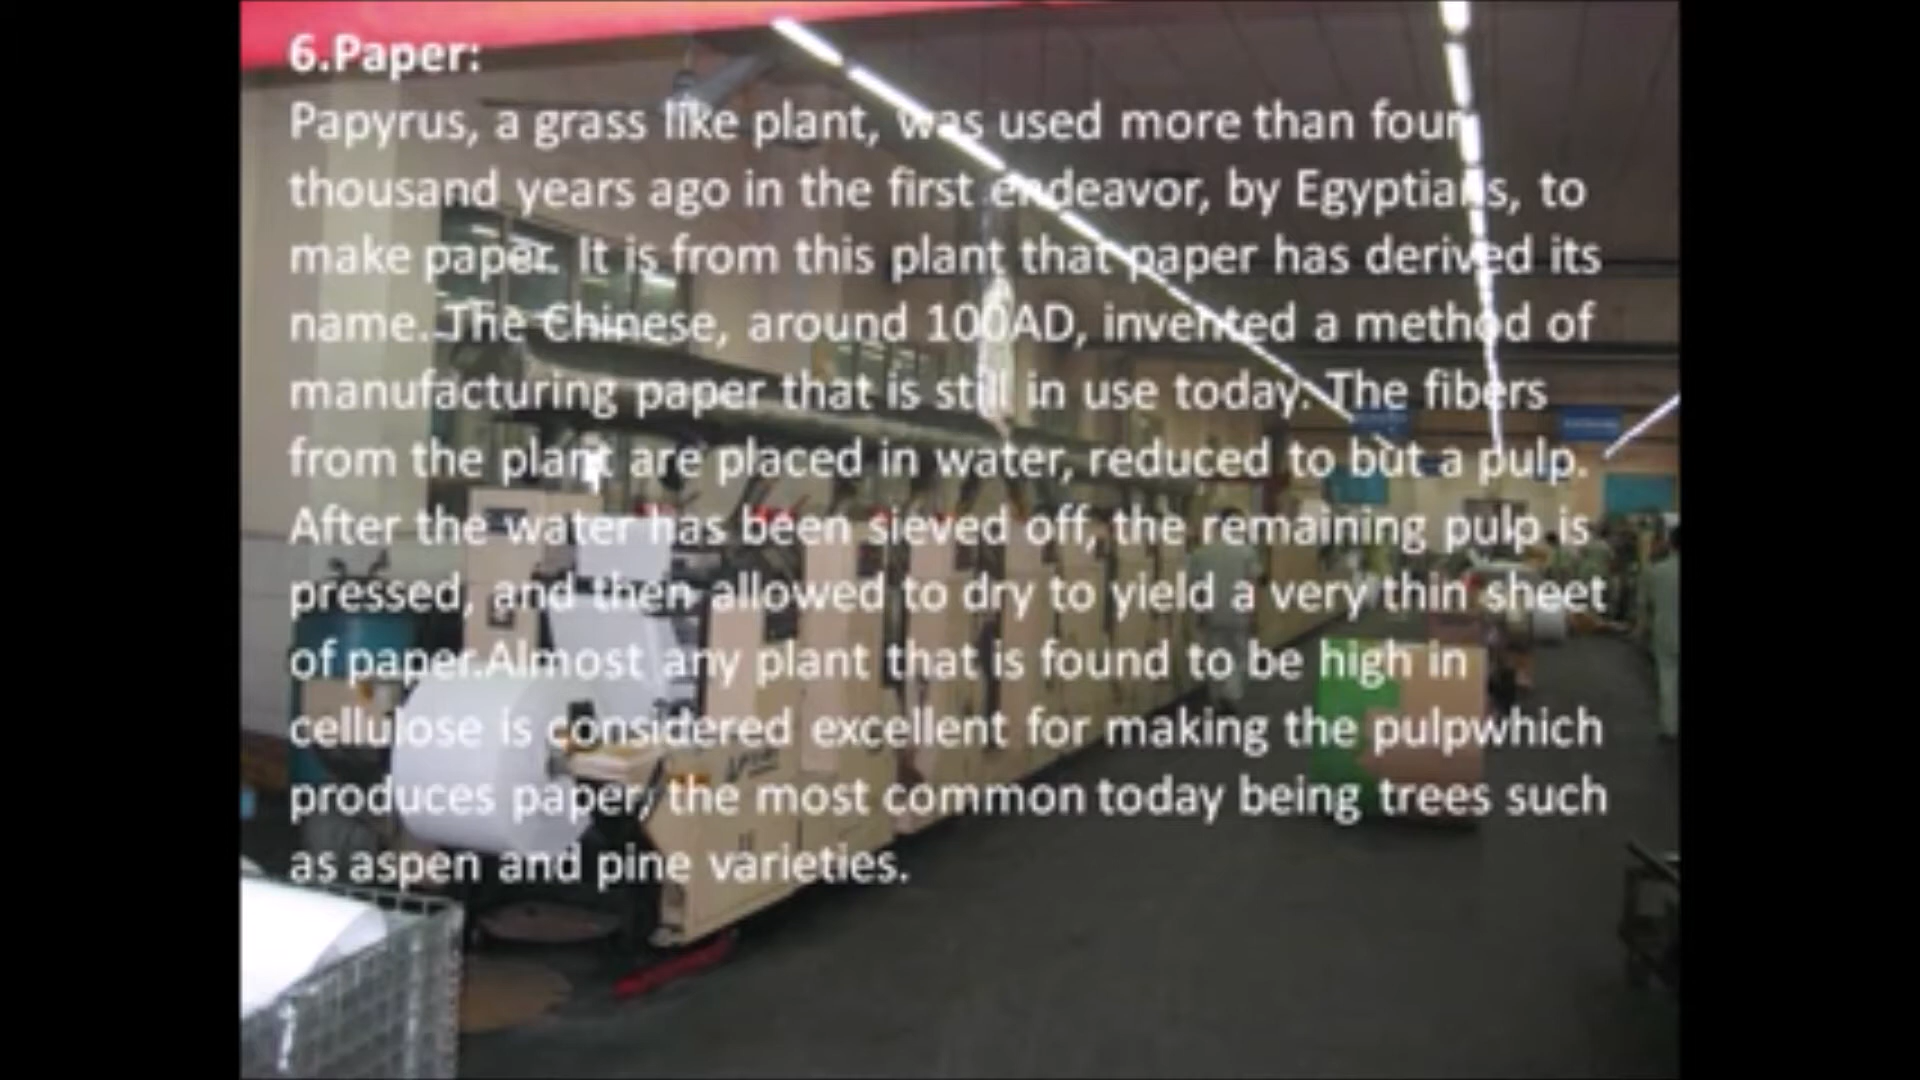 6.Paper:
Papyrus, a grass like plant, was used more than four
thousand years ago in the first endeavor, by Egyptians, to
make paper. It is from this plant that paper has derived its
name. The Chinese, around 100AD, invented a method of
manufacturing paper that is still in use today. The fibers
from the plant are placed in water, reduced to but a pulp.
After the water has been sieved off, the remaining pulp is
pressed, and then allowed to dry to yield a very thin sheet
of paper.Almost any plant that is found to be high in
cellulose is considered excellent for making the pulpwhich
produces paper, the most common today being trees such
as aspen and pine varieties.